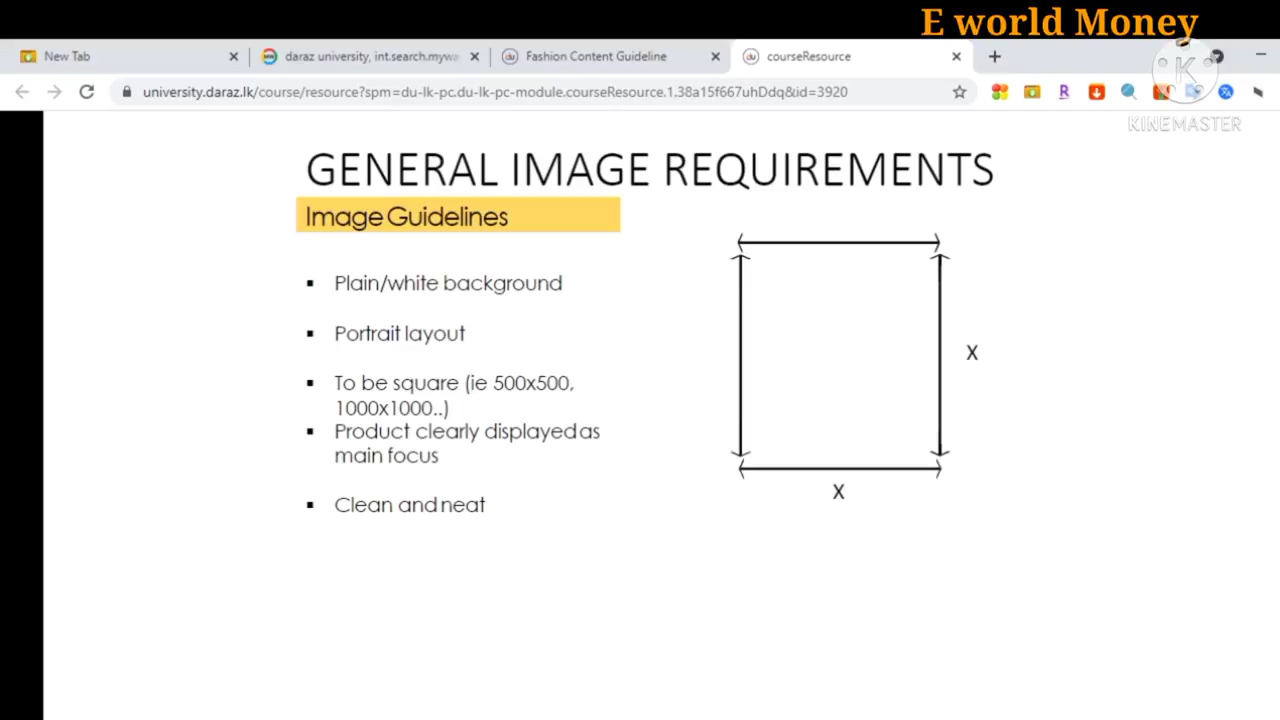 E world Money
New Tab
daraz university, int.search.mywa
Fashion Content Guideline
courseResource
university.daraz.lk/course/resource?spm=du-lk-pc.du-lk-pc-module.courseResource.1.38a15f667uhDdq&id=3920
K
KINEMASTER
GENERAL IMAGE REQUIREMENTS
Image Guidelines
Plain/white background
Portrait layout
To be square (ie 500x500,
1000x1000..)
Product clearly displayed as
main focus
Clean and neat
X
X